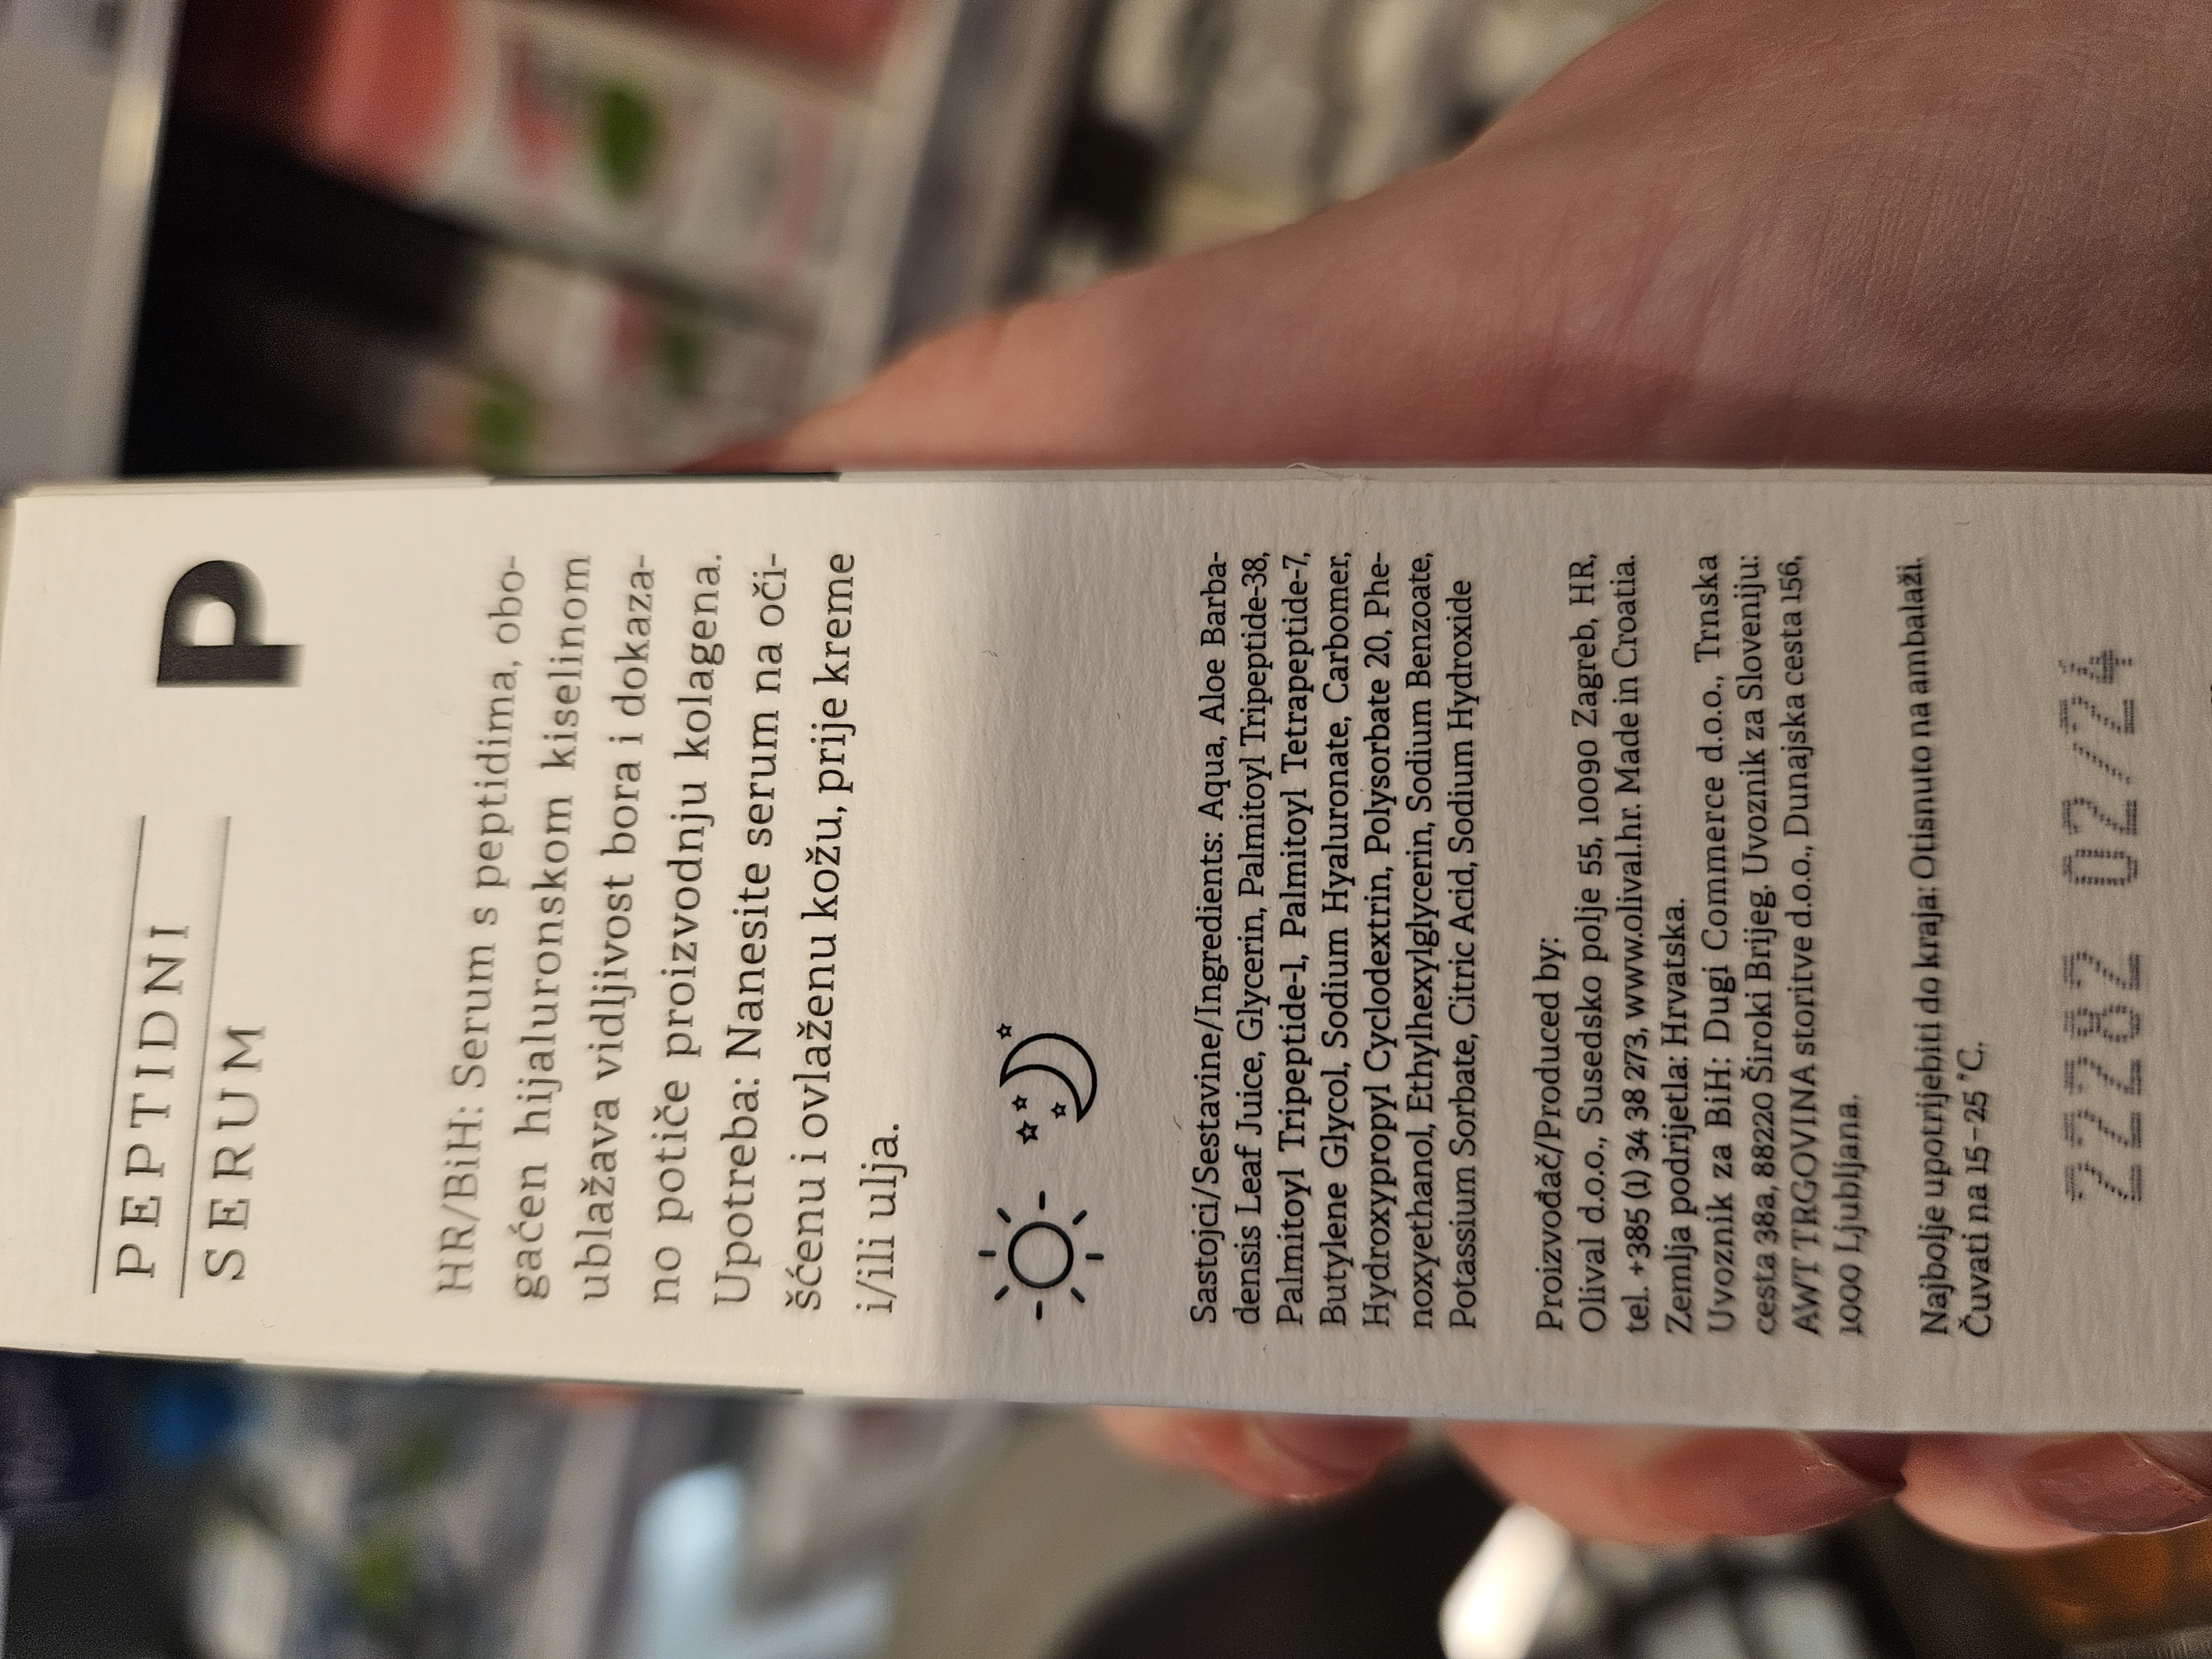 PEPTIDNI
SERUM
P
HR/BiH: Serum s peptidima, obo-
gaćen hijaluronskom kiselinom
ublažava vidljivost bora i dokaza-
no potiče proizvodnju kolagena.
Upotreba: Nanesite serum na oči-
šćenu i ovlaženu kožu, prije kreme
i/ili ulja.
Sastojci/Sestavine/Ingredients: Aqua, Aloe Barba-
densis Leaf Juice, Glycerin, Palmitoyl Tripeptide-38,
Palmitoyl Tripeptide-1, Palmitoyl Tetrapeptide-7,
Butylene Glycol, Sodium Hyaluronate, Carbomer,
Hydroxypropyl Cyclodextrin, Polysorbate 20, Phe-
noxyethanol, Ethylhexylglycerin, Sodium Benzoate,
Potassium Sorbate, Citric Acid, Sodium Hydroxide
Proizvođač/Produced by:
Olival d.o.o., Susedsko polje 55, 10090 Zagreb, HR,
tel. +385 (1) 34 38 273, www.olival.hr. Made in Croatia.
Zemlja podrijetla: Hrvatska.
Uvoznik za BiH: Dugi Commerce d.o.o., Trnska
cesta 38a, 88220 Široki Brijeg. Uvoznik za Sloveniju:
AWT TRGOVINA storitve d.o.o., Dunajska cesta 156,
1000 Ljubljana.
Najbolje upotrijebiti do kraja: Otisnuto na ambalaži.
Čuvati na 15–25 °C.
22282 02/24